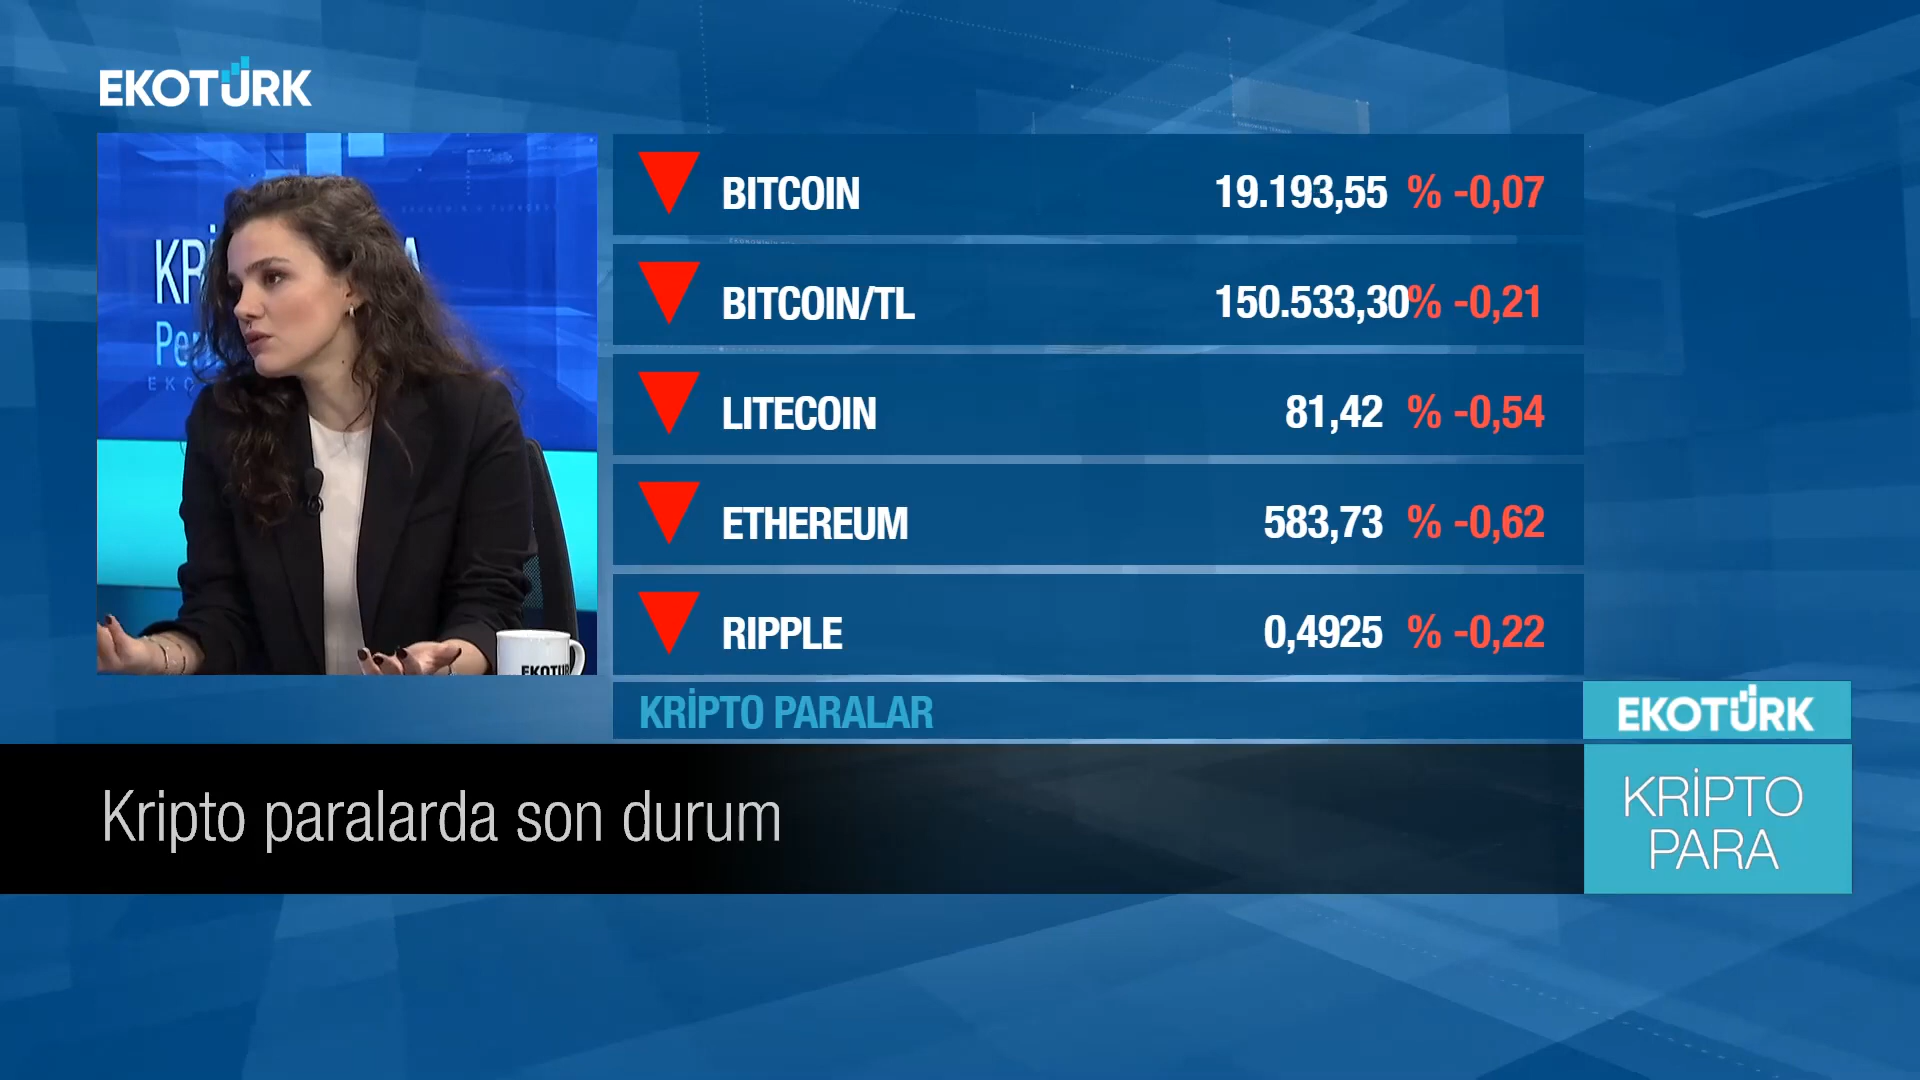 EKOTÜRK
BITCOIN 19.193,55 % -0,07
BITCOIN/TL 150.533,30% -0,21
LITECOIN 81,42 % -0,54
ETHEREUM 583,73 % -0,62
RIPPLE 0,4925 % -0,22
KRİPTO PARALAR
EKOTÜRK
Kripto paralarda son durum
KRİPTO
PARA